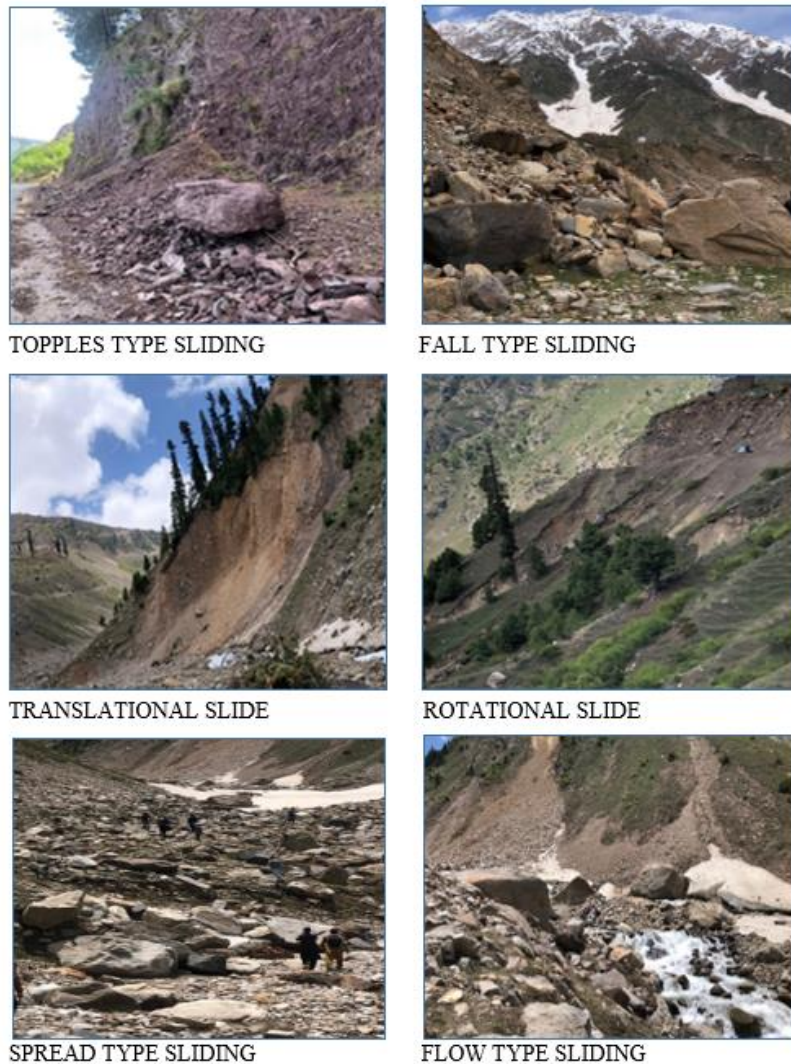 TOPPLES TYPE SLIDING
FALL TYPE SLIDING
TRANSLATIONAL SLIDE
ROTATIONAL SLIDE
SPREAD TYPE SLIDING
FLOW TYPE SLIDING